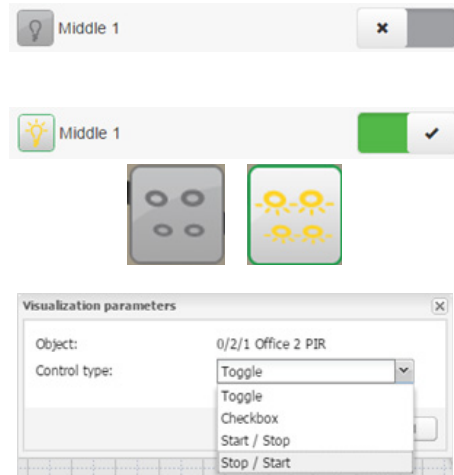 Middle 1
Middle 1
Visualization parameters
Object: 0/2/1 Office 2 PIR
Control type: Toggle
Toggle
Checkbox
Start / Stop
Stop / Start